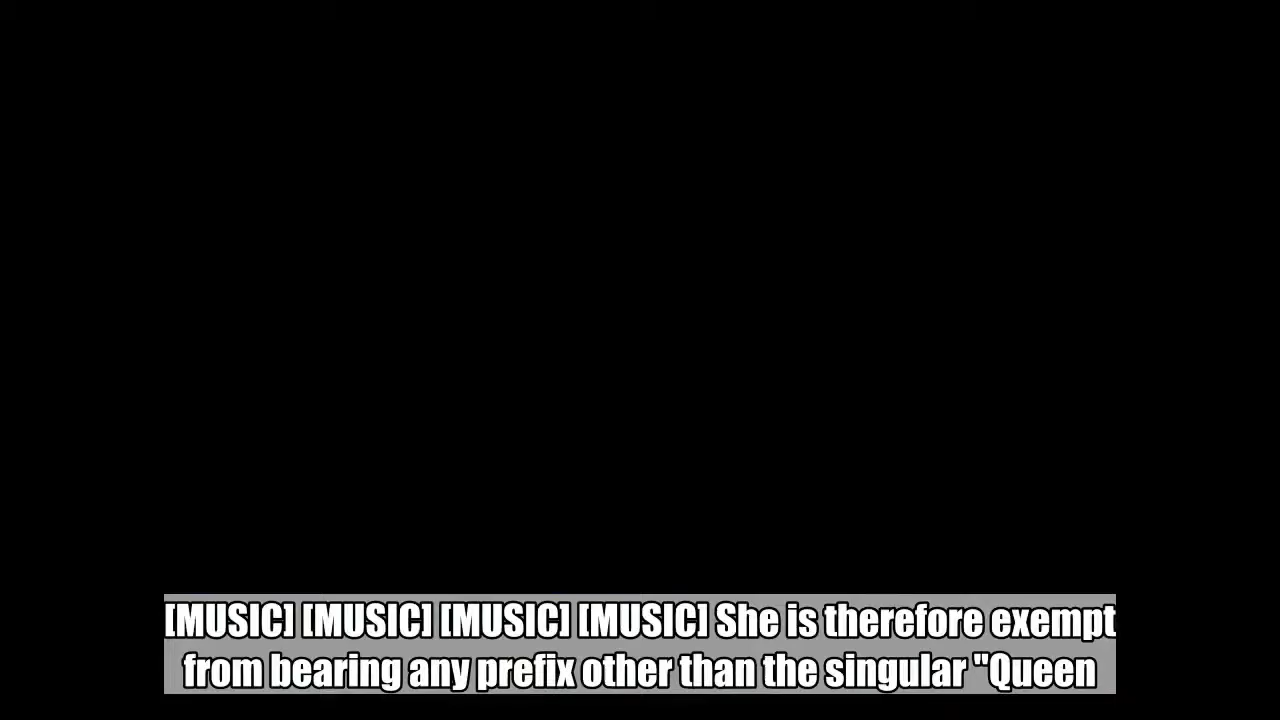 [MUSIC] [MUSIC] [MUSIC] [MUSIC] She is therefore exempt
from bearing any prefix other than the singular "Queen